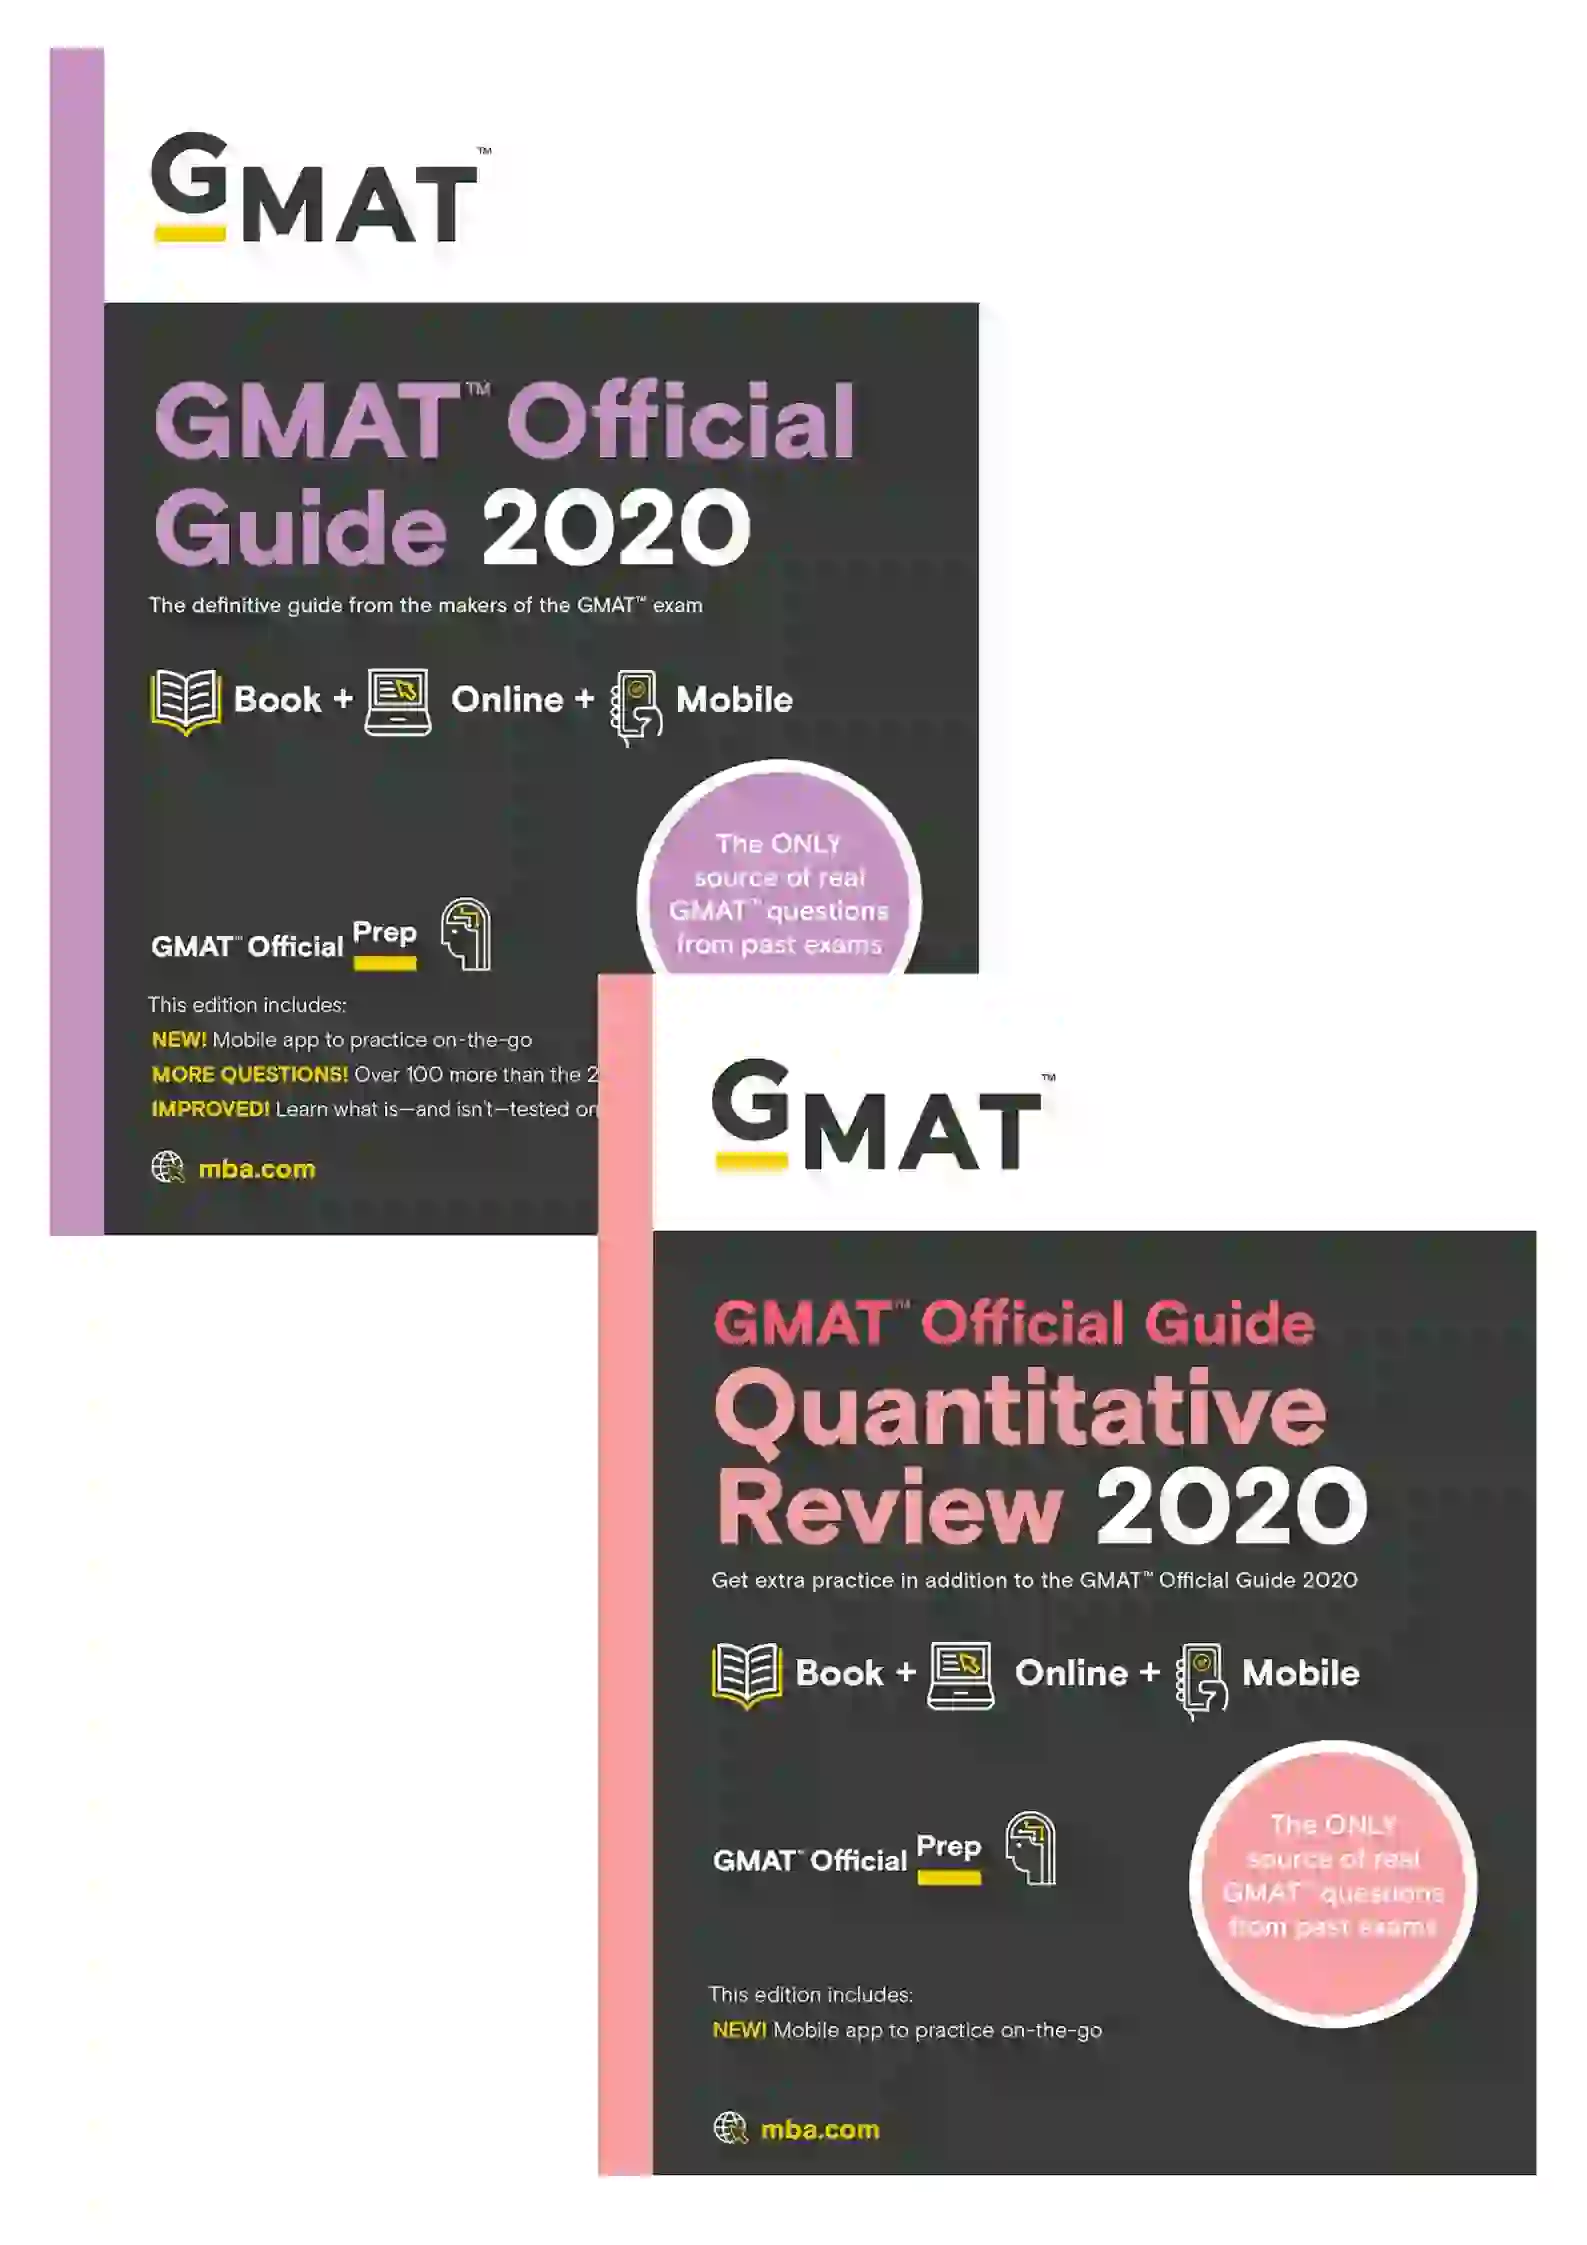 GMAT™
GMAT™ Official
Guide 2020
The definitive guide from the makers of the GMAT™ exam
Book + Online + Mobile
The ONLY
source of real
GMAT™ questions
from past exams
GMAT™ Official Prep
This edition includes:
NEW! Mobile app to practice on-the-go
MORE QUESTIONS! Over 100 more than the 2
IMPROVED! Learn what is—and isn't—tested on
mba.com
GMAT™
GMAT™ Official Guide
Quantitative
Review 2020
Get extra practice in addition to the GMAT™ Official Guide 2020
Book + Online + Mobile
The ONLY
source of real
GMAT™ questions
from past exams
GMAT™ Official Prep
This edition includes:
NEW! Mobile app to practice on-the-go
mba.com